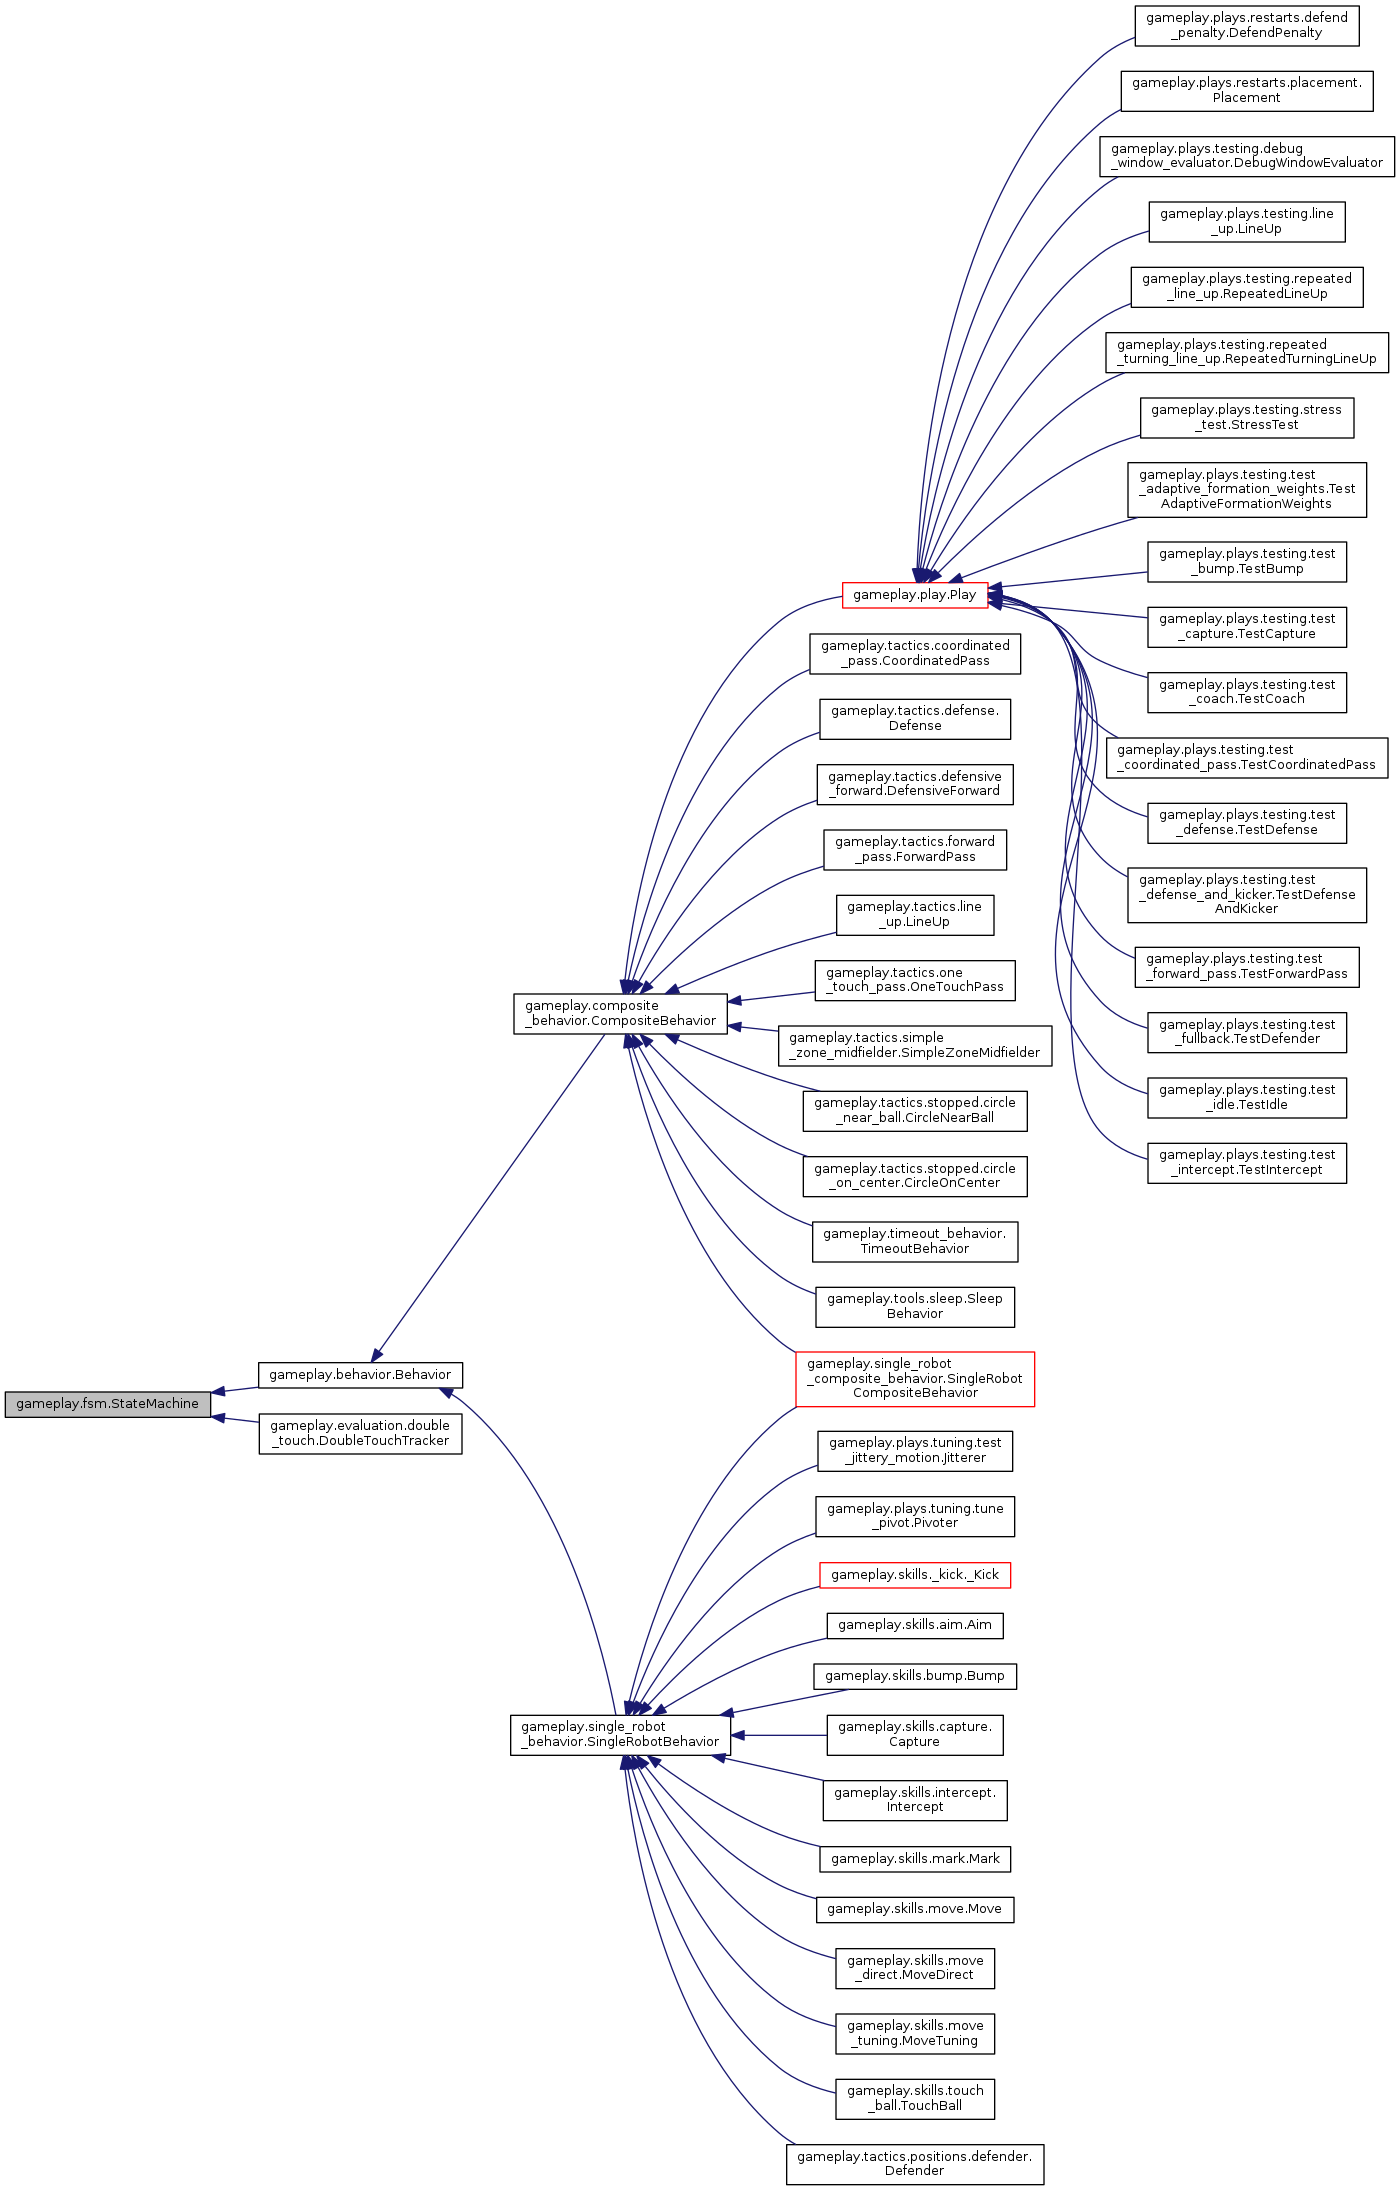 gameplay.plays.restarts.defend
_penalty.DefendPenalty
gameplay.plays.restarts.placement.
Placement
gameplay.plays.testing.debug
_window_evaluator.DebugWindowEvaluator
gameplay.plays.testing.line
_up.LineUp
gameplay.plays.testing.repeated
_line_up.RepeatedLineUp
gameplay.plays.testing.repeated
_turning_line_up.RepeatedTurningLineUp
gameplay.plays.testing.stress
_test.StressTest
gameplay.plays.testing.test
_adaptive_formation_weights.Test
AdaptiveFormationWeights
gameplay.plays.testing.test
_bump.TestBump
gameplay.play.Play
gameplay.plays.testing.test
_capture.TestCapture
gameplay.plays.testing.test
_coach.TestCoach
gameplay.plays.testing.test
_coordinated_pass.TestCoordinatedPass
gameplay.plays.testing.test
_defense.TestDefense
gameplay.plays.testing.test
_defense_and_kicker.TestDefense
AndKicker
gameplay.plays.testing.test
_forward_pass.TestForwardPass
gameplay.plays.testing.test
_fullback.TestDefender
gameplay.plays.testing.test
_idle.TestIdle
gameplay.plays.testing.test
_intercept.TestIntercept
gameplay.tactics.coordinated
_pass.CoordinatedPass
gameplay.tactics.defense.
Defense
gameplay.tactics.defensive
_forward.DefensiveForward
gameplay.tactics.forward
_pass.ForwardPass
gameplay.tactics.line
_up.LineUp
gameplay.tactics.one
_touch_pass.OneTouchPass
gameplay.composite
_behavior.CompositeBehavior
gameplay.tactics.simple
_zone_midfielder.SimpleZoneMidfielder
gameplay.tactics.stopped.circle
_near_ball.CircleNearBall
gameplay.tactics.stopped.circle
_on_center.CircleOnCenter
gameplay.timeout_behavior.
TimeoutBehavior
gameplay.tools.sleep.Sleep
Behavior
gameplay.single_robot
_composite_behavior.SingleRobot
CompositeBehavior
gameplay.behavior.Behavior
gameplay.fsm.StateMachine
gameplay.evaluation.double
_touch.DoubleTouchTracker
gameplay.plays.tuning.test
_jittery_motion.Jitterer
gameplay.plays.tuning.tune
_pivot.Pivoter
gameplay.skills._kick._Kick
gameplay.skills.aim.Aim
gameplay.skills.bump.Bump
gameplay.single_robot
_behavior.SingleRobotBehavior
gameplay.skills.capture.
Capture
gameplay.skills.intercept.
Intercept
gameplay.skills.mark.Mark
gameplay.skills.move.Move
gameplay.skills.move
_direct.MoveDirect
gameplay.skills.move
_tuning.MoveTuning
gameplay.skills.touch
_ball.TouchBall
gameplay.tactics.positions.defender.
Defender